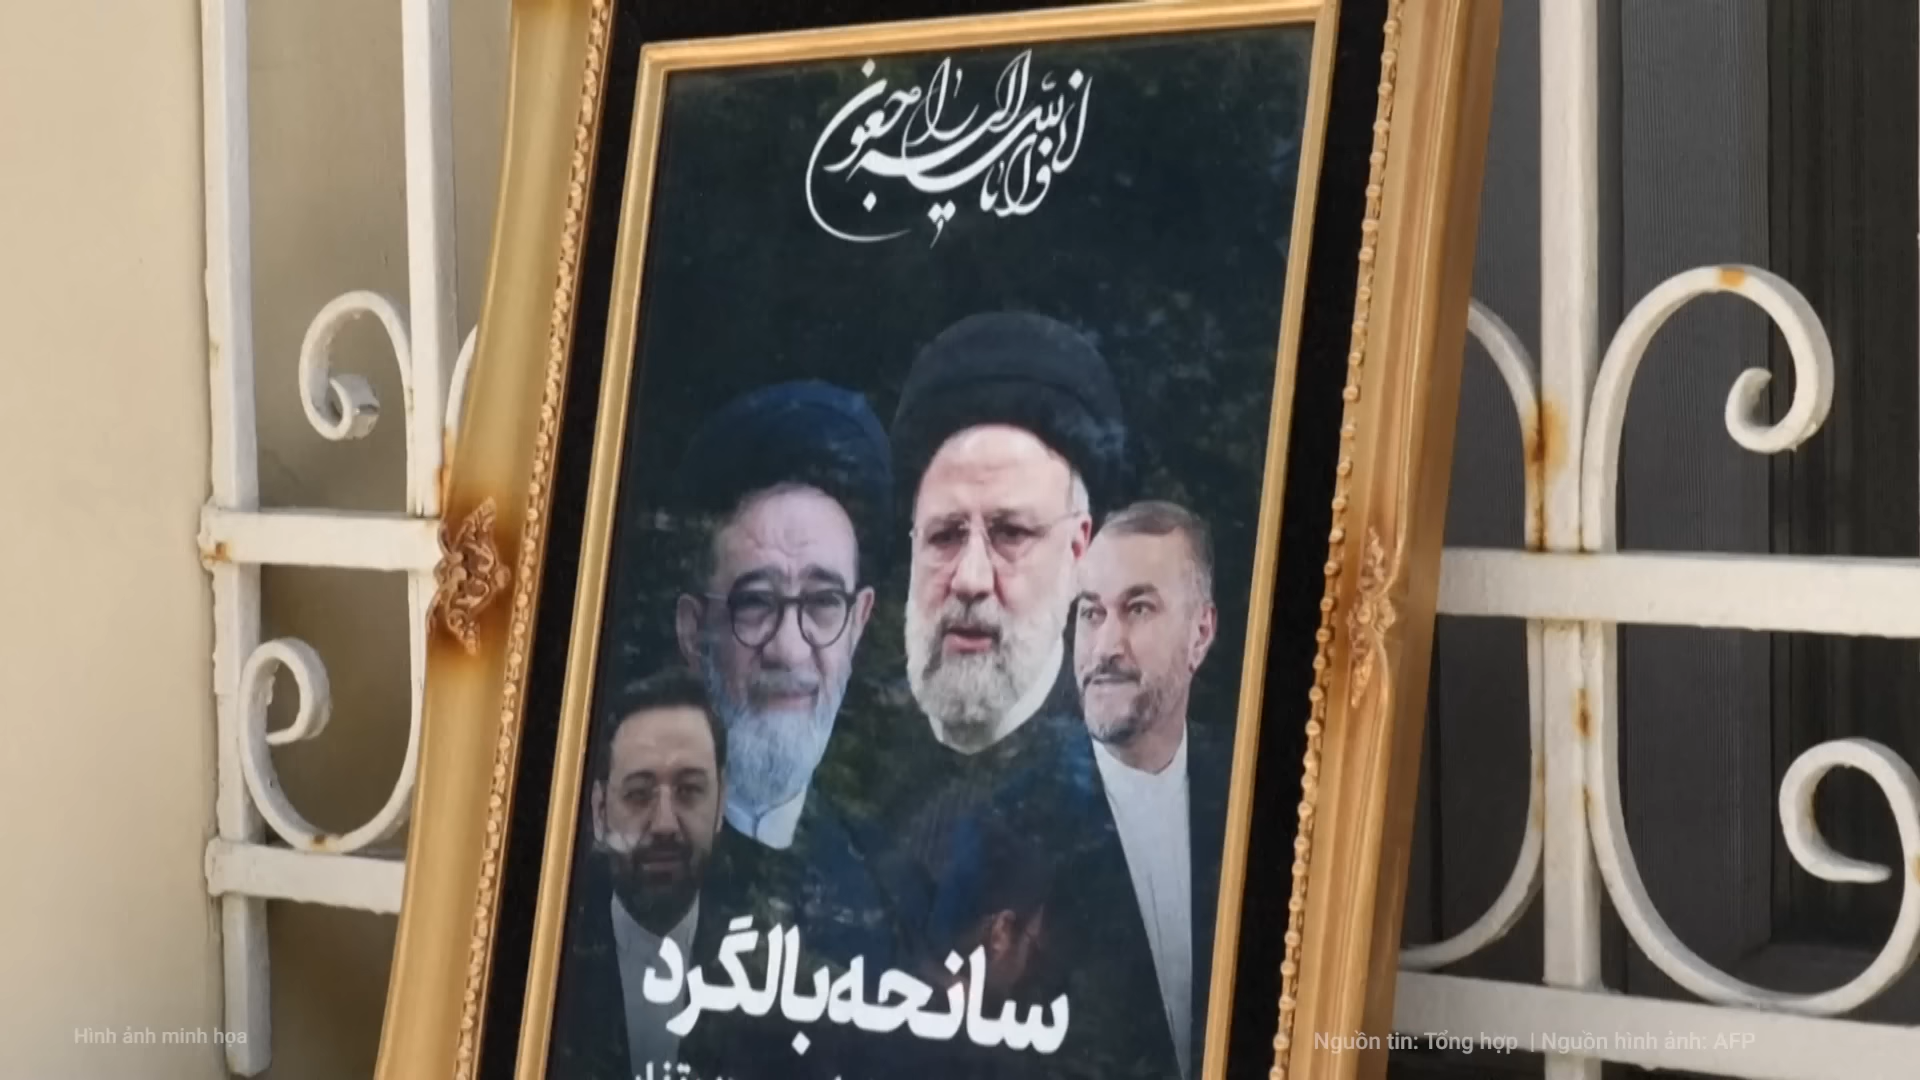 انا لله و انا الیه راجعون
سانحه بالگرد
Hình ảnh minh họa
Nguồn tin: Tổng hợp | Nguồn hình ảnh: AFP